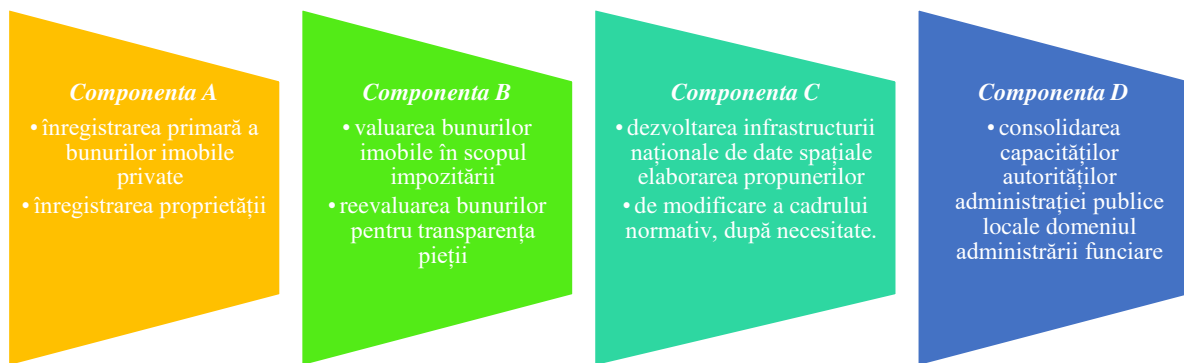 Componenta A
• înregistrarea primară a
bunurilor imobile
private
• înregistrarea proprietății
Componenta B
• valuarea bunurilor
imobile în scopul
impozitării
• reevaluarea bunurilor
pentru transparența
pieții
Componenta C
• dezvoltarea infrastructurii
naționale de date spațiale
elaborarea propunerilor
• de modificare a cadrului
normativ, după necesitate.
Componenta D
• consolidarea
capacităților
autorităților
administrației publice
locale domeniul
administrării funciare